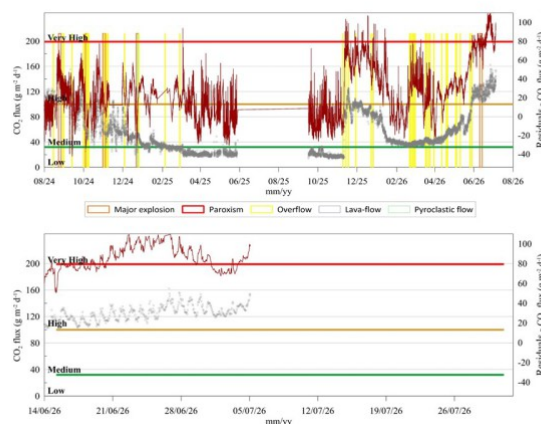 CO₂ flux (g m⁻² d⁻¹)
200
160
120
80
40
0
Very High
High
Medium
Low
100
80
60
40
20
0
-20
-40
Residuals - CO₂ flux (g m⁻² d⁻¹)
08/24 10/24 12/24 02/25 04/25 06/25 10/25 12/25 02/26 04/26 06/26 08/26
mm/yy
Major explosion Paroxism Overflow Lava-flow Pyroclastic flow
CO₂ flux (g m⁻² d⁻¹)
240
200
160
120
80
40
0
Very High
High
Medium
Low
100
80
60
40
20
0
-20
-40
Residuals - CO₂ flux (g m⁻² d⁻¹)
14/06/26 21/06/26 28/06/26 05/07/26 12/07/26 19/07/26 26/07/26
mm/yy